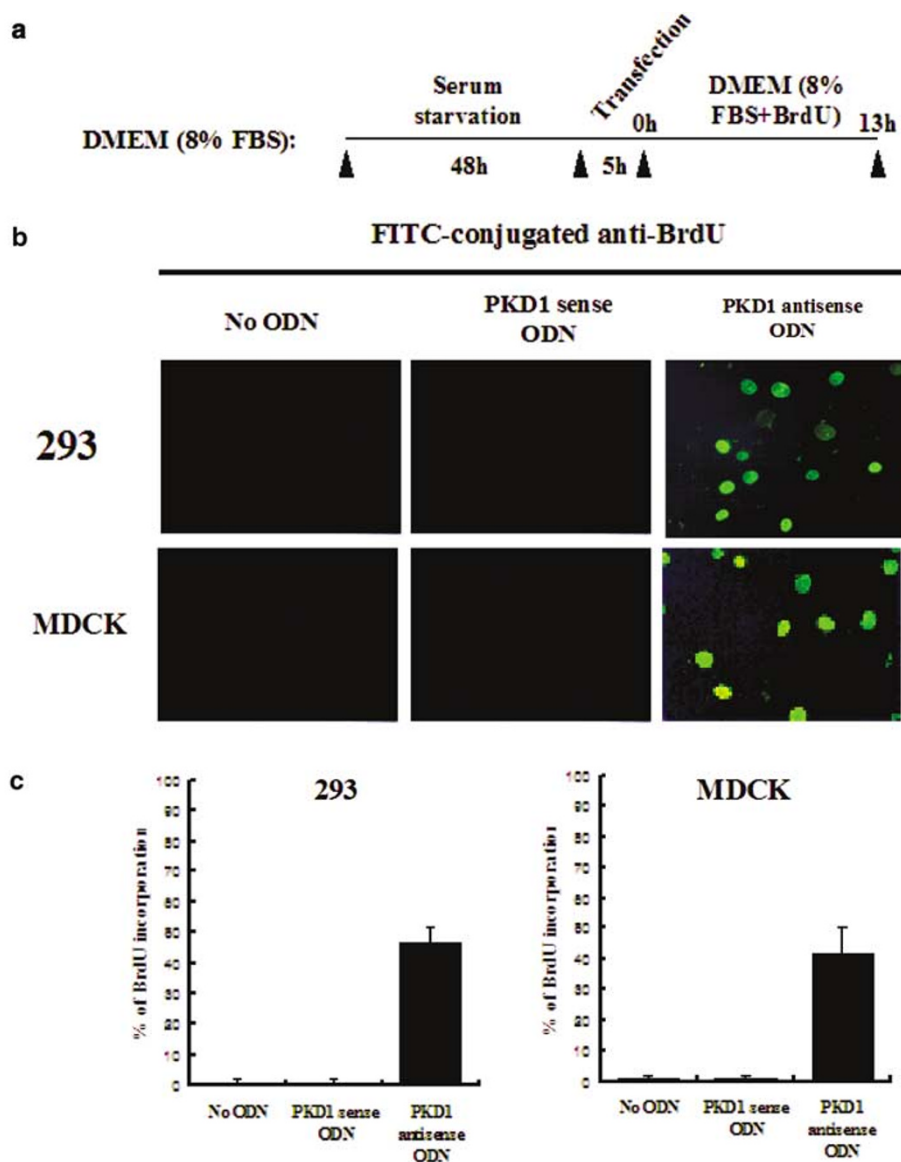 a
Serum
starvation
Transfection
0h
DMEM (8%
FBS+BrdU)
13h
DMEM (8% FBS):
48h
5h
b
FITC-conjugated anti-BrdU
No ODN
PKD1 sense
ODN
PKD1 antisense
ODN
293
MDCK
c
293
% of BrdU incorporation
100
90
80
70
60
50
40
30
20
10
0
No ODN
PKD1 sense
ODN
PKD1
antisense
ODN
MDCK
% of BrdU incorporation
100
90
80
70
60
50
40
30
20
10
0
No ODN
PKD1 sense
ODN
PKD1
antisense
ODN